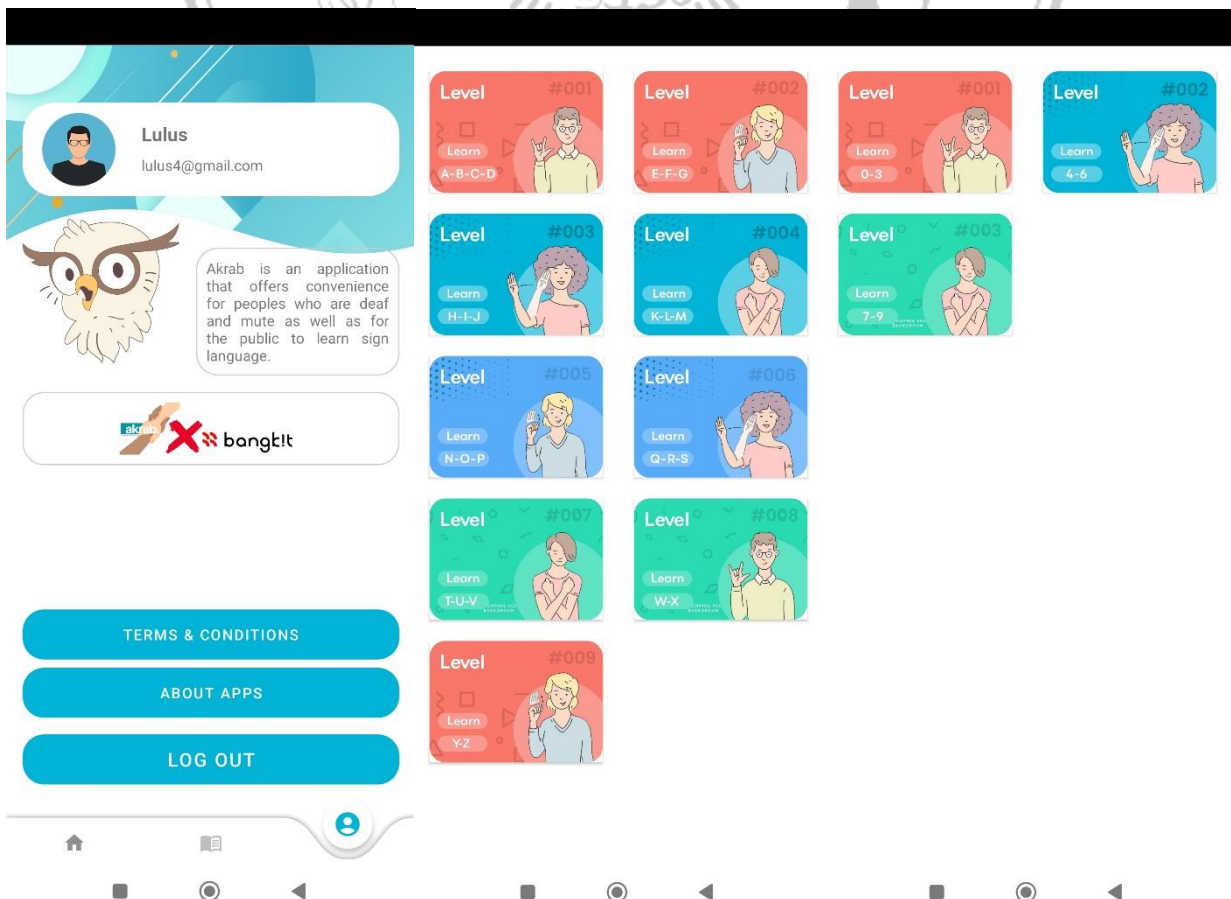 Lulus
lulus4@gmail.com
Akrab is an application
that offers convenience
for peoples who are deaf
and mute as well as for
the public to learn sign
language.
akrab.
bangk!t
TERMS & CONDITIONS
ABOUT APPS
LOG OUT
Level #001
Learn
A-B-C-D
Level #002
Learn
E-F-G
Level #003
Learn
H-I-J
Level #004
Learn
K-L-M
Level #005
Learn
N-O-P
Level #006
Learn
Q-R-S
Level #007
Learn
T-U-V
Level #008
Learn
W-X
Level #009
Learn
Y-Z
Level #001
Learn
0-3
Level #002
Learn
4-6
Level #003
Learn
7-9